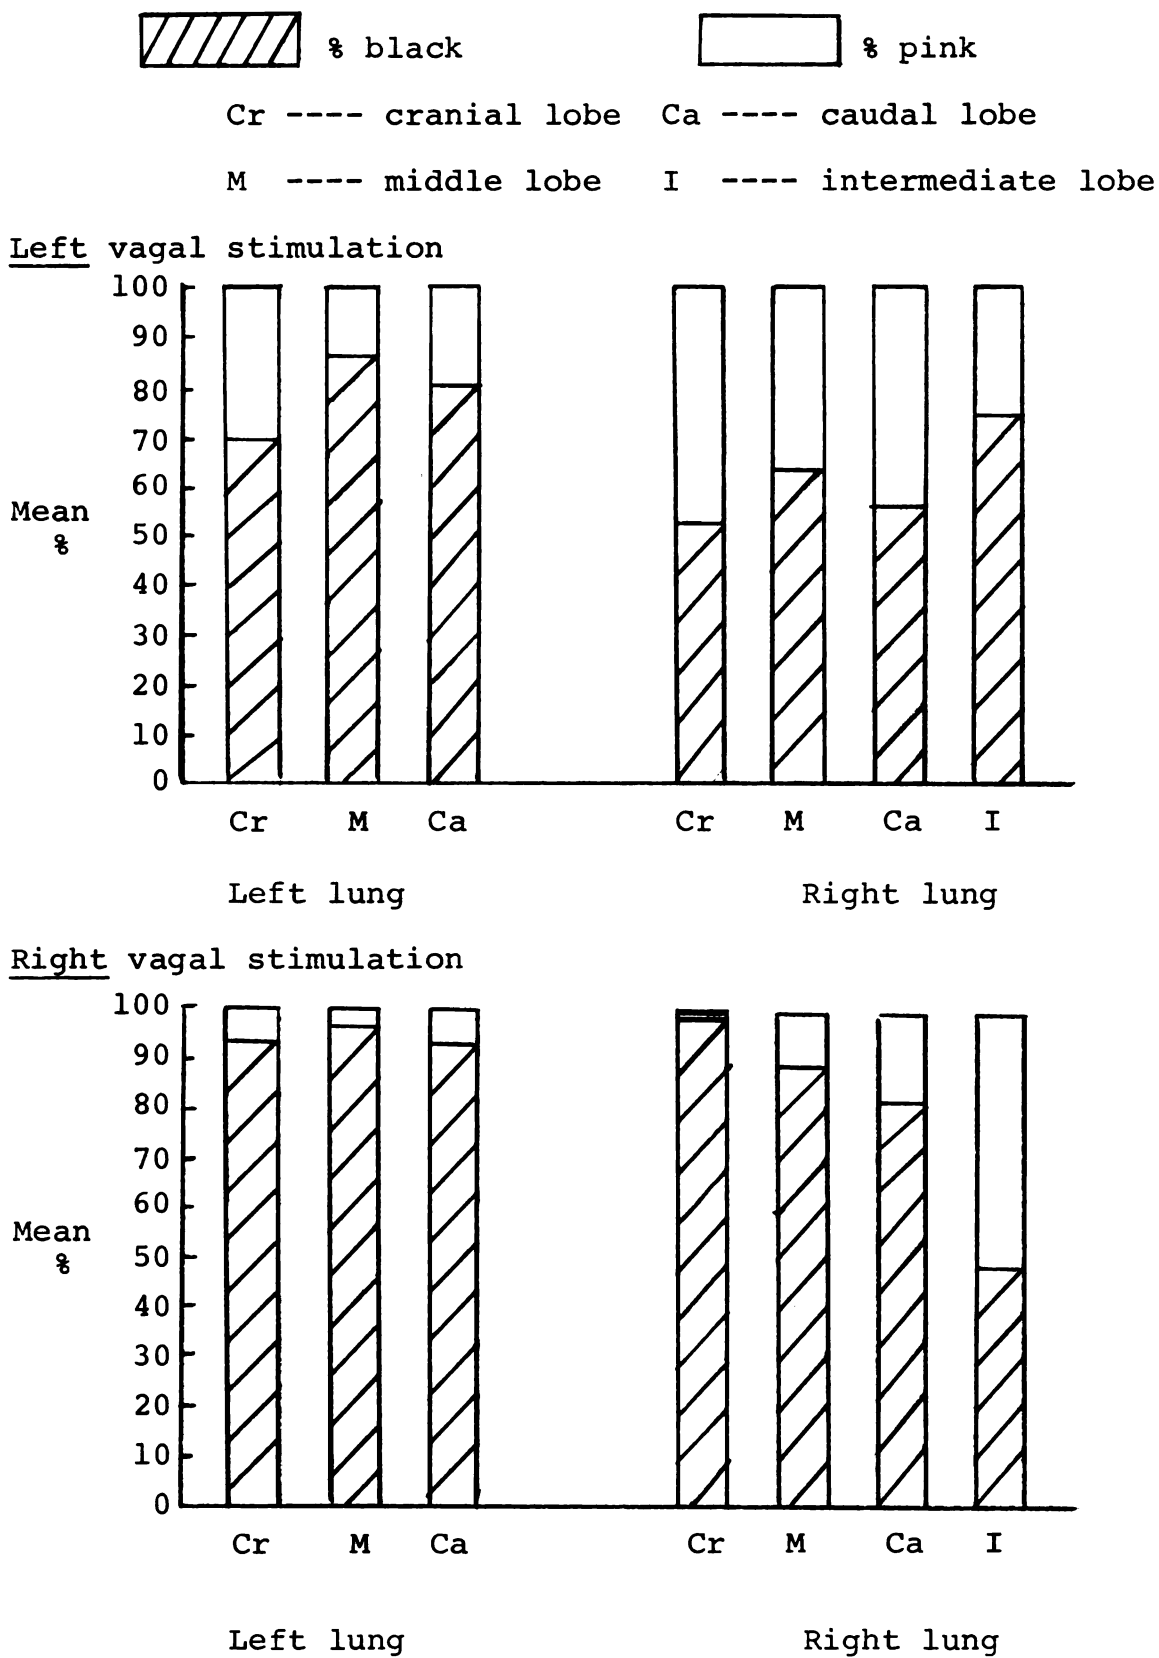 % black % pink
Cr ---- cranial lobe Ca ---- caudal lobe
M ---- middle lobe I ---- intermediate lobe
Left vagal stimulation
100
90
80
70
60
Mean
%
50
40
30
20
10
0
Cr M Ca Cr M Ca I
Left lung Right lung
Right vagal stimulation
100
90
80
70
60
Mean
%
50
40
30
20
10
0
Cr M Ca Cr M Ca I
Left lung Right lung